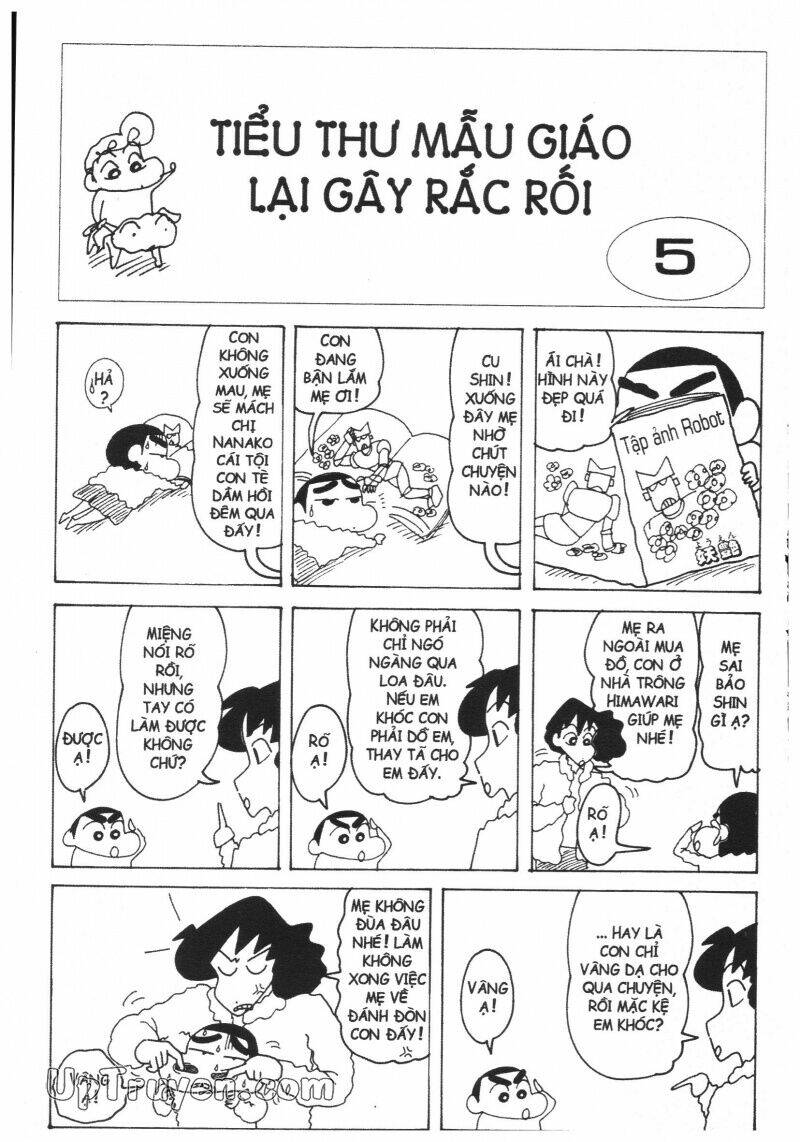 TIỂU THƯ MẪU GIÁO
LẠI GÂY RẮC RỐI
5
ÁI CHÀ!
HÌNH NÀY
ĐẸP QUÁ
ĐI!
Tập ảnh Robot
CU
SHIN!
XUỐNG
ĐÂY MẸ
NHỜ
CHÚT
CHUYỆN
NÀO!
CON
ĐANG
BẬN LẮM
MẸ ƠI!
CON
KHÔNG
XUỐNG
MAU, MẸ
SẼ MÁCH
CHỊ
NANAKO
CÁI TỘI
CON TÈ
DẦM HỒI
ĐÊM QUA
ĐẤY!
HẢ
?
MẸ
SAI
BẢO
SHIN
GÌ Ạ?
MẸ RA
NGOÀI MUA
ĐỒ, CON Ở
NHÀ TRÔNG
HIMAWARI
GIÚP MẸ
NHÉ!
RÕ
Ạ!
KHÔNG PHẢI
CHỈ NGÓ
NGÀNG QUA
LOA ĐÂU.
NẾU EM
KHÓC CON
PHẢI DỖ EM,
THAY TÃ CHO
EM ĐẤY.
RÕ
Ạ!
MIỆNG
NÓI RÕ
RỒI,
NHƯNG
TAY CÓ
LÀM ĐƯỢC
KHÔNG
CHỨ?
ĐƯỢC
Ạ!
... HAY LÀ
CON CHỈ
VÂNG DẠ CHO
QUA CHUYỆN,
RỒI MẶC KỆ
EM KHÓC?
VÂNG
Ạ!
MẸ KHÔNG
ĐÙA ĐÂU
NHÉ! LÀM
KHÔNG
XONG VIỆC
MẸ VỀ
ĐÁNH ĐÒN
CON ĐẤY!
VÂNG
Ạ!
UpTruyen.com